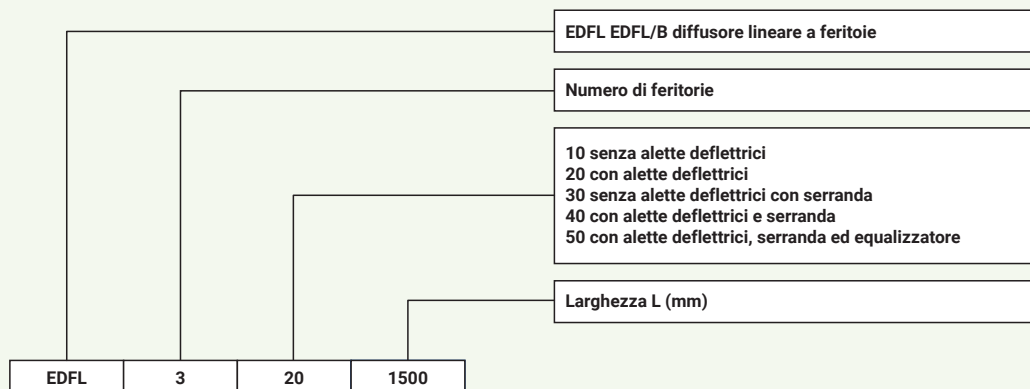 EDFL EDFL/B diffusore lineare a feritoie
Numero di feritorie
10 senza alette deflettrici
20 con alette deflettrici
30 senza alette deflettrici con serranda
40 con alette deflettrici e serranda
50 con alette deflettrici, serranda ed equalizzatore
Larghezza L (mm)
EDFL 3 20 1500